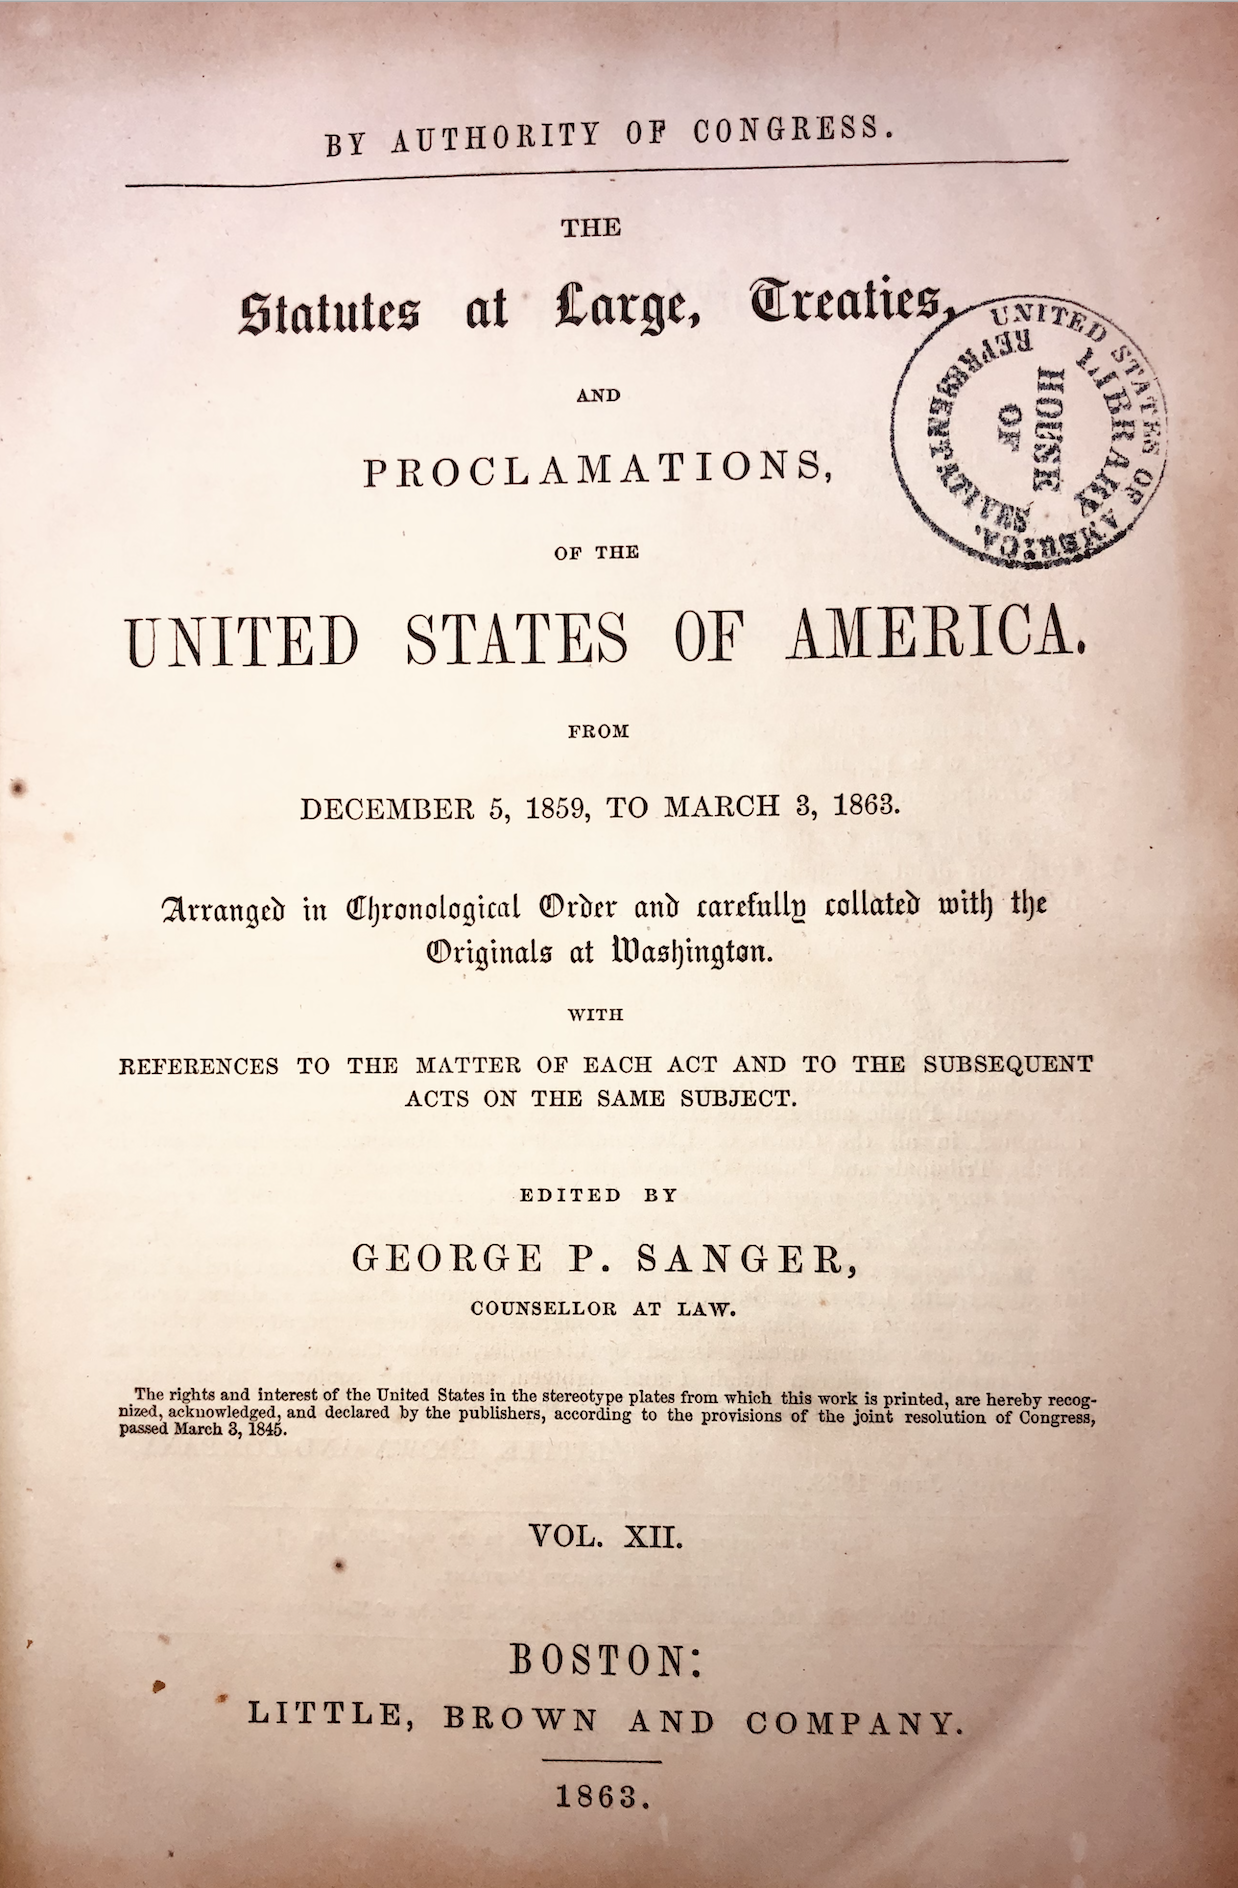 BY AUTHORITY OF CONGRESS.
THE
Statutes at Large, Treaties,
AND
PROCLAMATIONS,
OF THE
UNITED STATES OF AMERICA.
FROM
DECEMBER 5, 1859, TO MARCH 3, 1863.
Arranged in Chronological Order and carefully collated with the
Originals at Washington.
WITH
REFERENCES TO THE MATTER OF EACH ACT AND TO THE SUBSEQUENT
ACTS ON THE SAME SUBJECT.
EDITED BY
GEORGE P. SANGER,
COUNSELLOR AT LAW.
The rights and interest of the United States in the stereotype plates from which this work is printed, are hereby recog-
nized, acknowledged, and declared by the publishers, according to the provisions of the joint resolution of Congress,
passed March 3, 1845.
VOL. XII.
BOSTON:
LITTLE, BROWN AND COMPANY.
1863.
UNITED STATES OF AMERICA.
LIBRARY
HOUSE
OF
REPRESENTATIVES